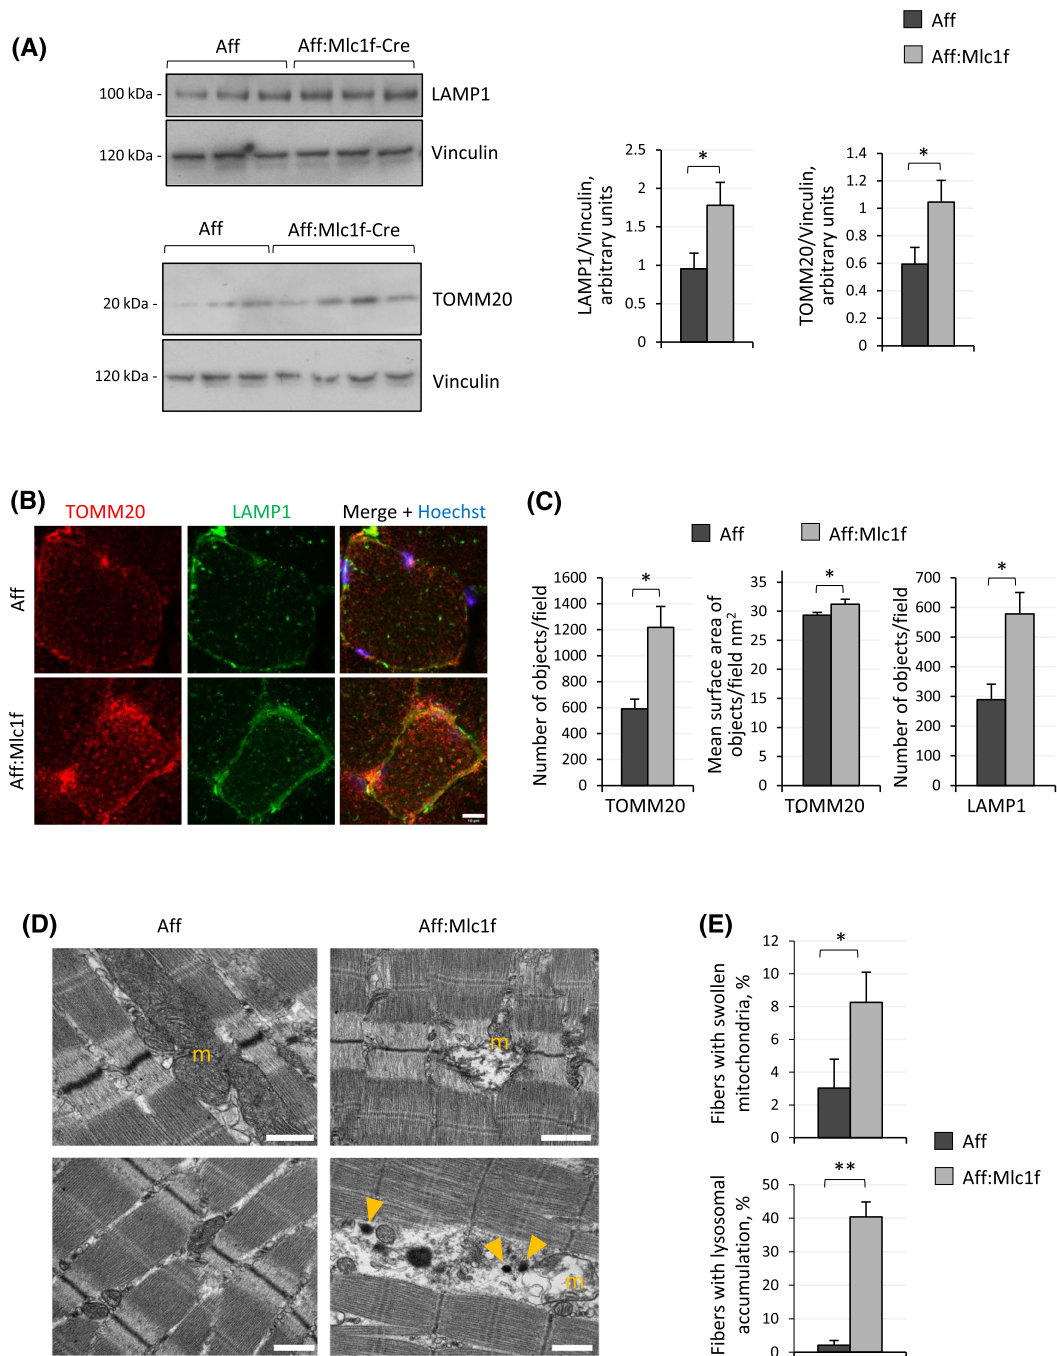 Aff
Aff:Mlc1f
(A)
Aff
Aff:Mlc1f-Cre
100 kDa -
LAMP1
120 kDa -
Vinculin
Aff
Aff:Mlc1f-Cre
20 kDa -
TOMM20
120 kDa -
Vinculin
LAMP1/Vinculin,
arbitrary units
2.5
2
1.5
1
0.5
0
*
TOMM20/Vinculin,
arbitrary units
1.4
1.2
1
0.8
0.6
0.4
0.2
0
*
(B)
TOMM20
LAMP1
Merge + Hoechst
Aff
Aff:Mlc1f
10 µm
(C)
Aff
Aff:Mlc1f
Number of objects/field
1600
1400
1200
1000
800
600
400
200
0
*
TOMM20
Mean surface area of
objects/field nm2
35
30
25
20
15
10
5
0
*
TOMM20
Number of objects/field
700
600
500
400
300
200
100
0
*
LAMP1
(D)
Aff
Aff:Mlc1f
m
m
m
(E)
Fibers with swollen
mitochondria, %
12
10
8
6
4
2
0
*
Aff
Aff:Mlc1f
Fibers with lysosomal
accumulation, %
50
40
30
20
10
0
**